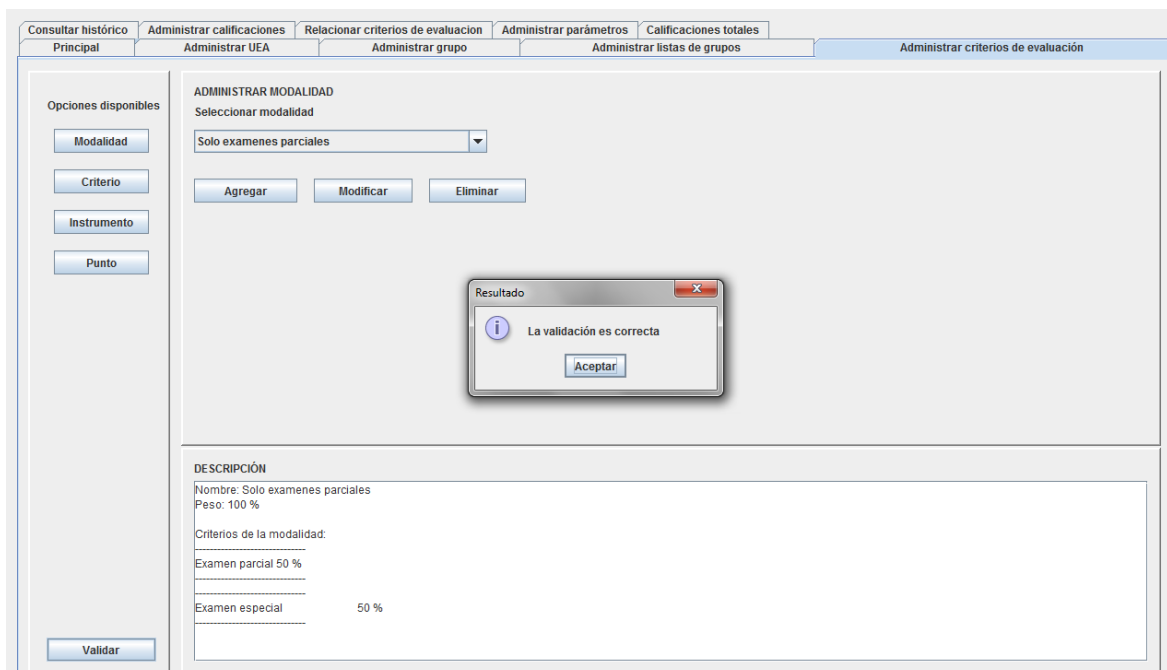 Consultar histórico Administrar calificaciones Relacionar criterios de evaluacion Administrar parámetros Calificaciones totales
Principal Administrar UEA Administrar grupo Administrar listas de grupos Administrar criterios de evaluación
Opciones disponibles
Modalidad
Criterio
Instrumento
Punto
Validar
ADMINISTRAR MODALIDAD
Seleccionar modalidad
Solo examenes parciales
Agregar Modificar Eliminar
Resultado
La validación es correcta
Aceptar
DESCRIPCIÓN
Nombre: Solo examenes parciales
Peso: 100 %
Criterios de la modalidad:
------------------------------
Examen parcial 50 %
------------------------------
------------------------------
Examen especial 50 %
------------------------------